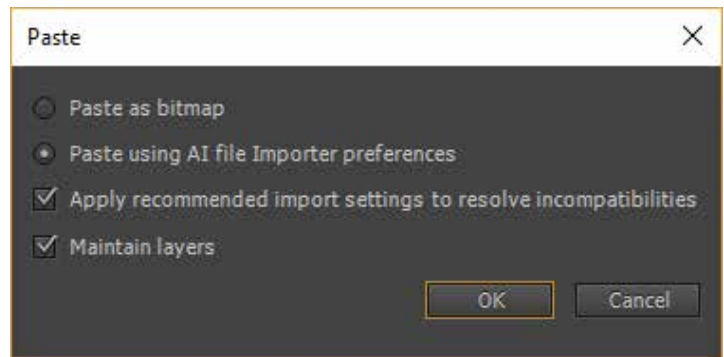 Paste
Paste as bitmap
Paste using AI file Importer preferences
Apply recommended import settings to resolve incompatibilities
Maintain layers
OK Cancel